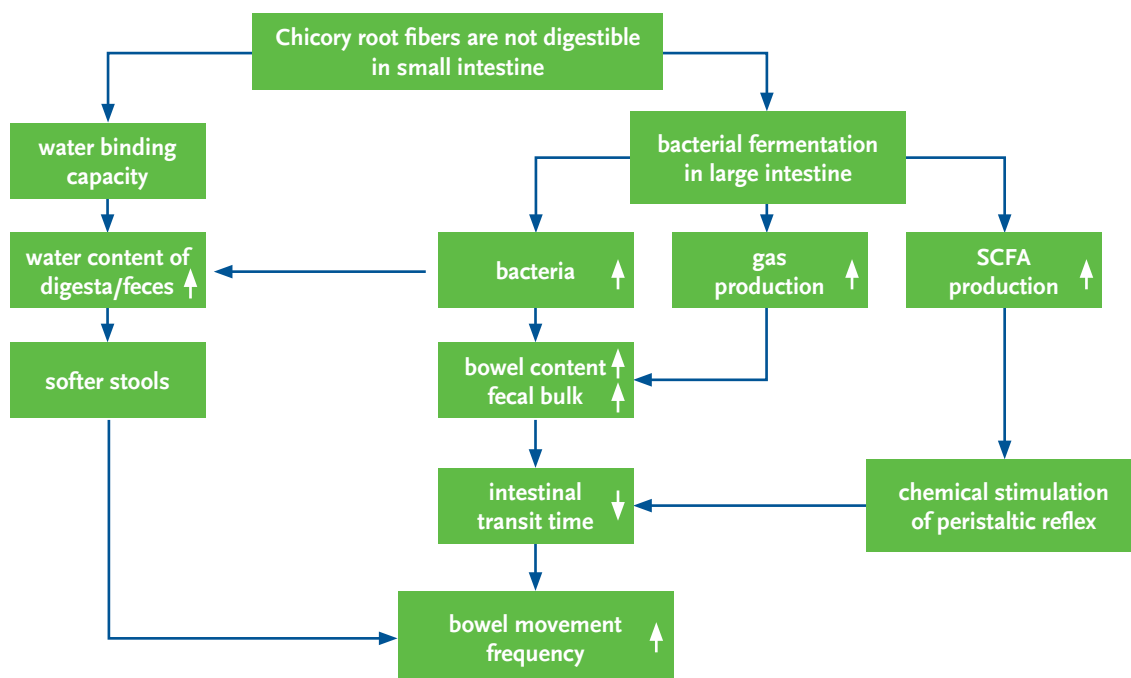 Chicory root fibers are not digestible
in small intestine
water binding
capacity
bacterial fermentation
in large intestine
water content of
digesta/feces
bacteria
gas
production
SCFA
production
softer stools
bowel content
fecal bulk
intestinal
transit time
chemical stimulation
of peristaltic reflex
bowel movement
frequency